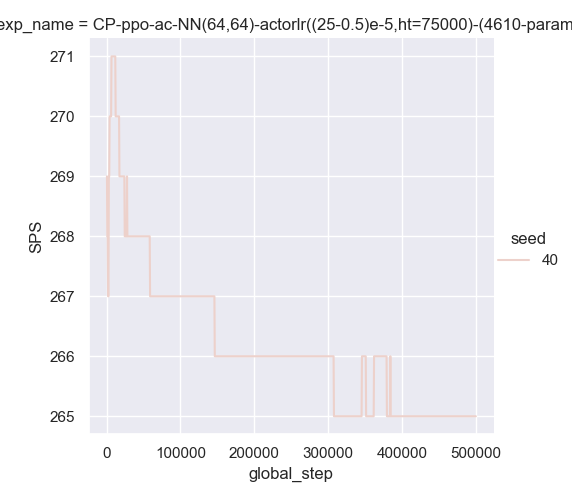 exp_name = CP-ppo-ac-NN(64,64)-actorlr((25-0.5)e-5,ht=75000)-(4610-param
271
270
269
268
267
266
265
SPS
0 100000 200000 300000 400000 500000
global_step
seed
40